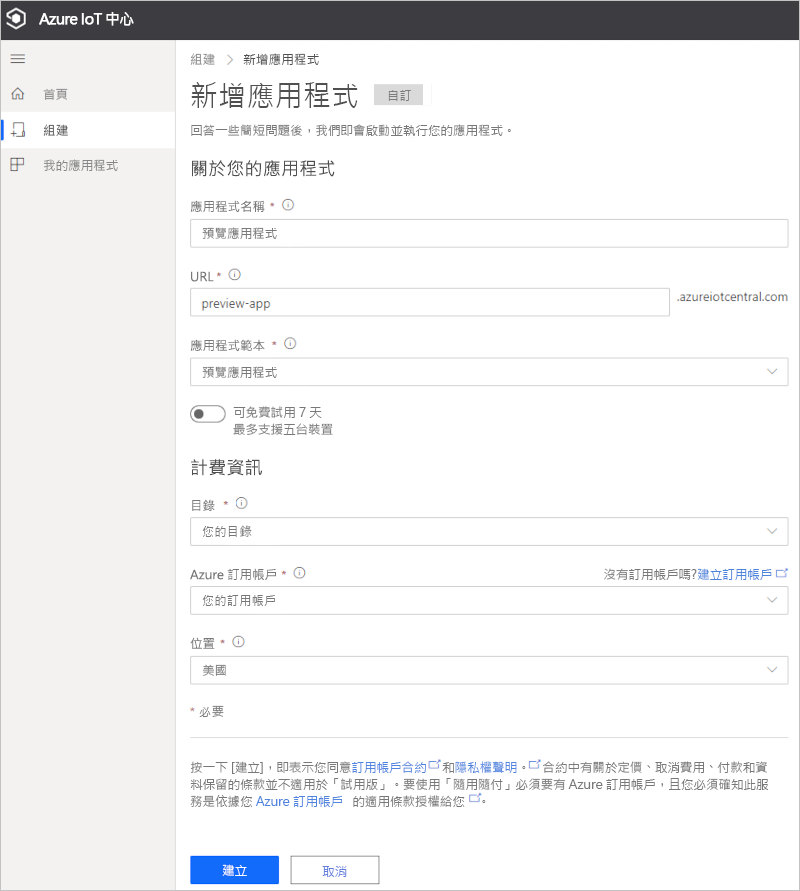 Azure IoT 中心
首頁
組建
我的應用程式
組建 > 新增應用程式
新增應用程式 自訂
回答一些簡短問題後，我們即會啟動並執行您的應用程式。
關於您的應用程式
應用程式名稱 *
預覽應用程式
URL *
preview-app .azureiotcentral.com
應用程式範本 *
預覽應用程式
可免費試用 7 天
最多支援五台裝置
計費資訊
目錄 *
您的目錄
Azure 訂用帳戶 * 沒有訂用帳戶嗎?建立訂用帳戶
您的訂用帳戶
位置 *
美國
* 必要
按一下 [建立]，即表示您同意訂用帳戶合約和隱私權聲明。合約中有關於定價、取消費用、付款和資
料保留的條款並不適用於「試用版」。要使用「隨用隨付」必須要有 Azure 訂用帳戶，且您必須確知此服
務是依據您 Azure 訂用帳戶 的適用條款授權給您。
建立 取消